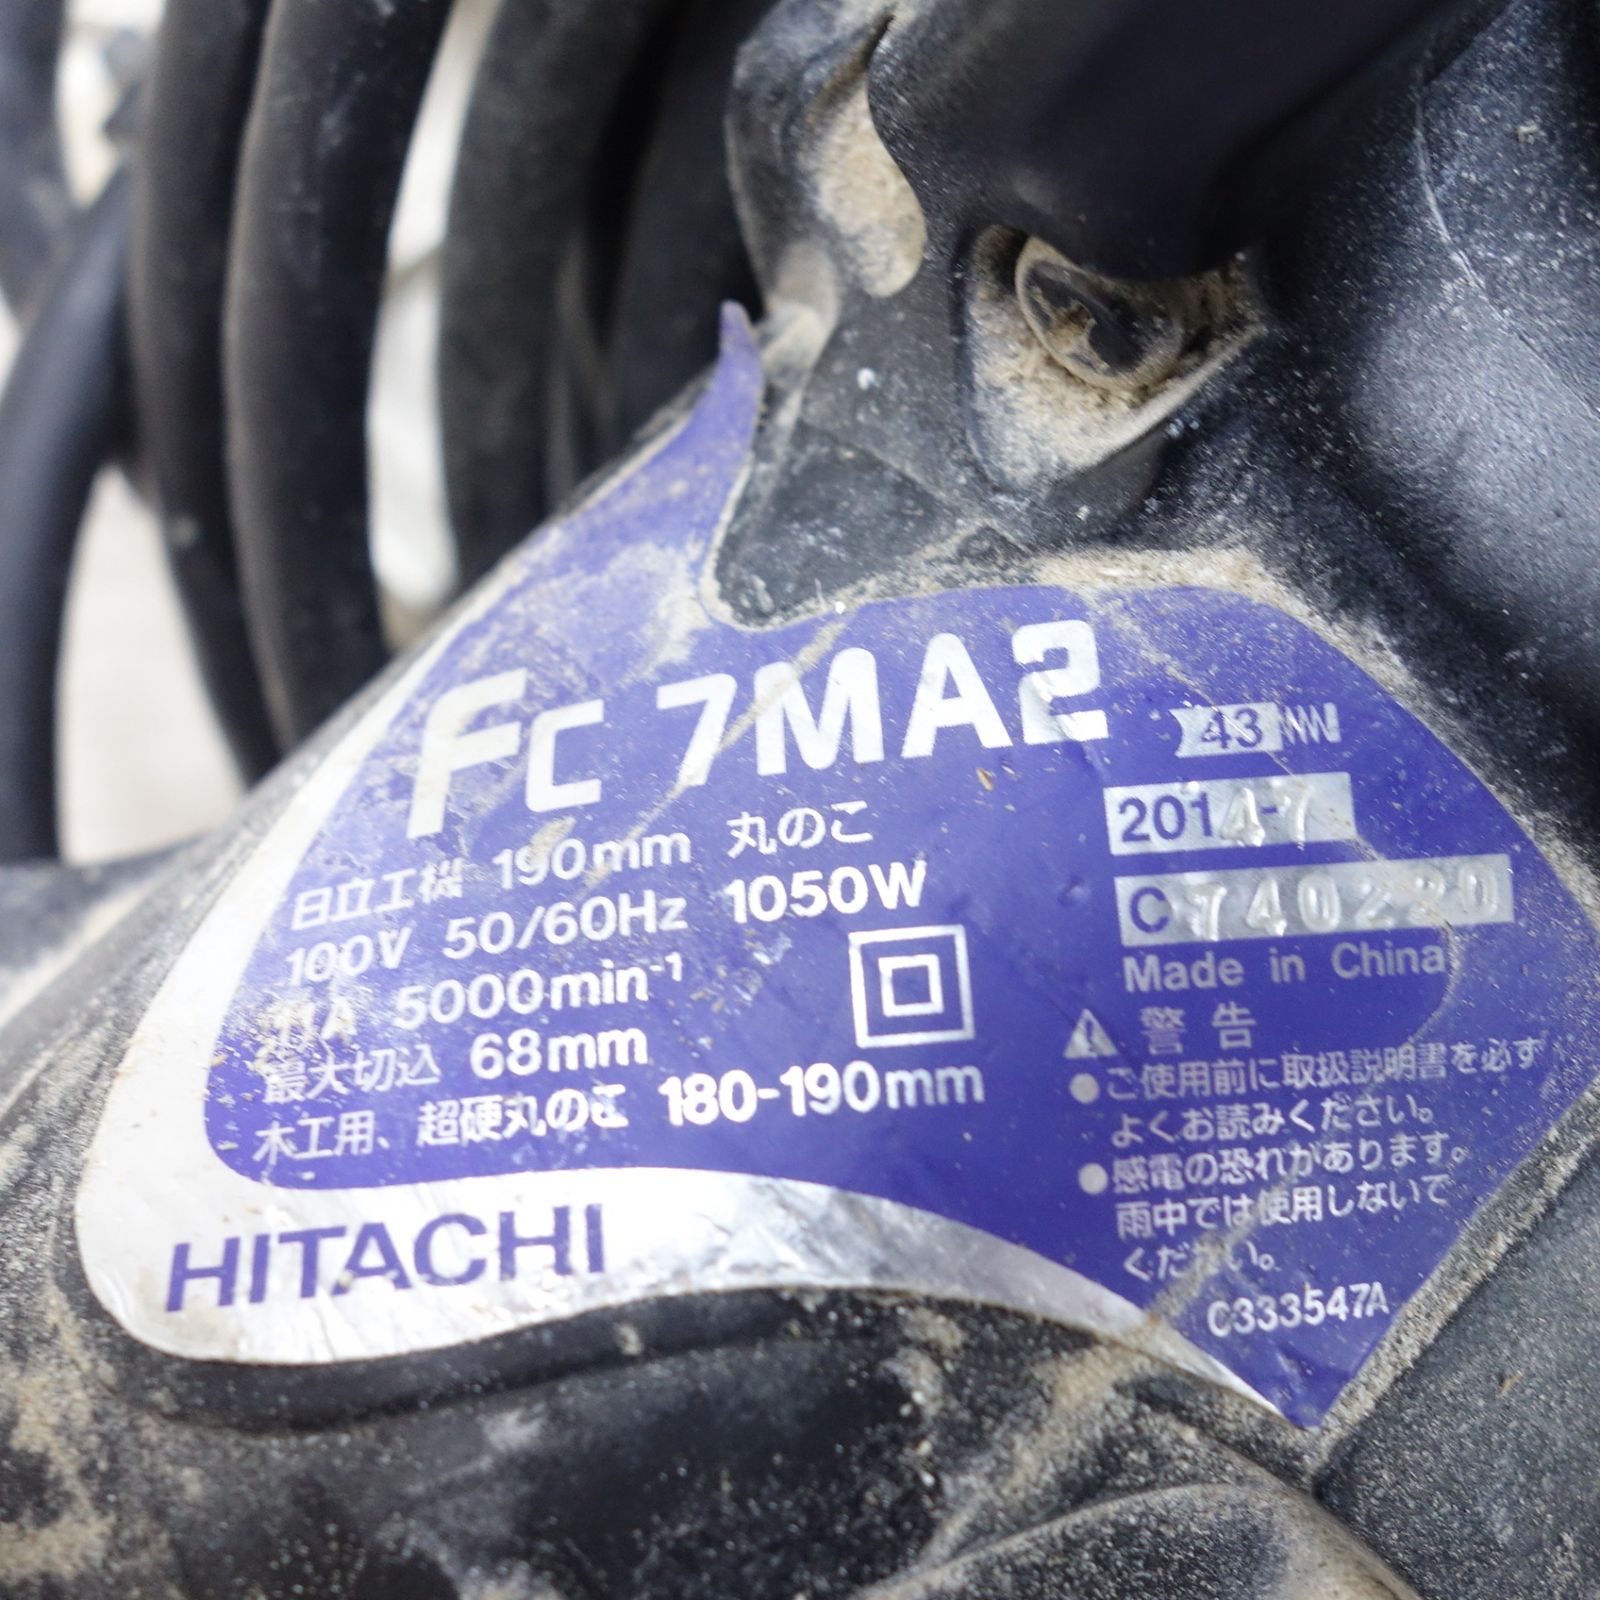 FC 7MA2
日立工機 190mm 丸のこ
100V 50/60Hz 1050W
11A 5000min-1
最大切込 68mm
木工用、超硬丸のこ 180-190mm
HITACHI
43
2014-7
C740220
Made in China
警告
●ご使用前に取扱説明書を必ず
よくお読みください。
●感電の恐れがあります。
雨中では使用しないで
ください。
C333547A